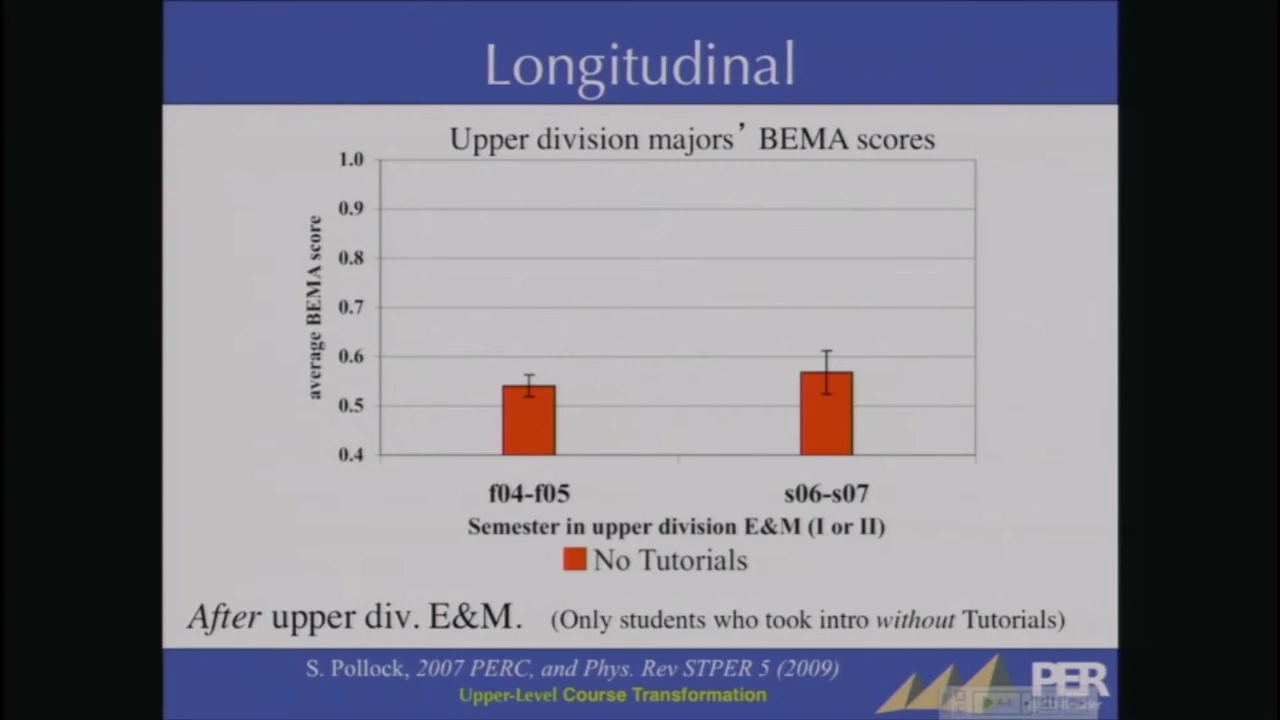 Longitudinal
Upper division majors’ BEMA scores
1.0
0.9
0.8
0.7
0.6
0.5
0.4
average BEMA score
f04-f05
s06-s07
Semester in upper division E&M (I or II)
No Tutorials
After upper div. E&M. (Only students who took intro without Tutorials)
S. Pollock, 2007 PERC, and Phys. Rev STPER 5 (2009)
Upper-Level Course Transformation
PER